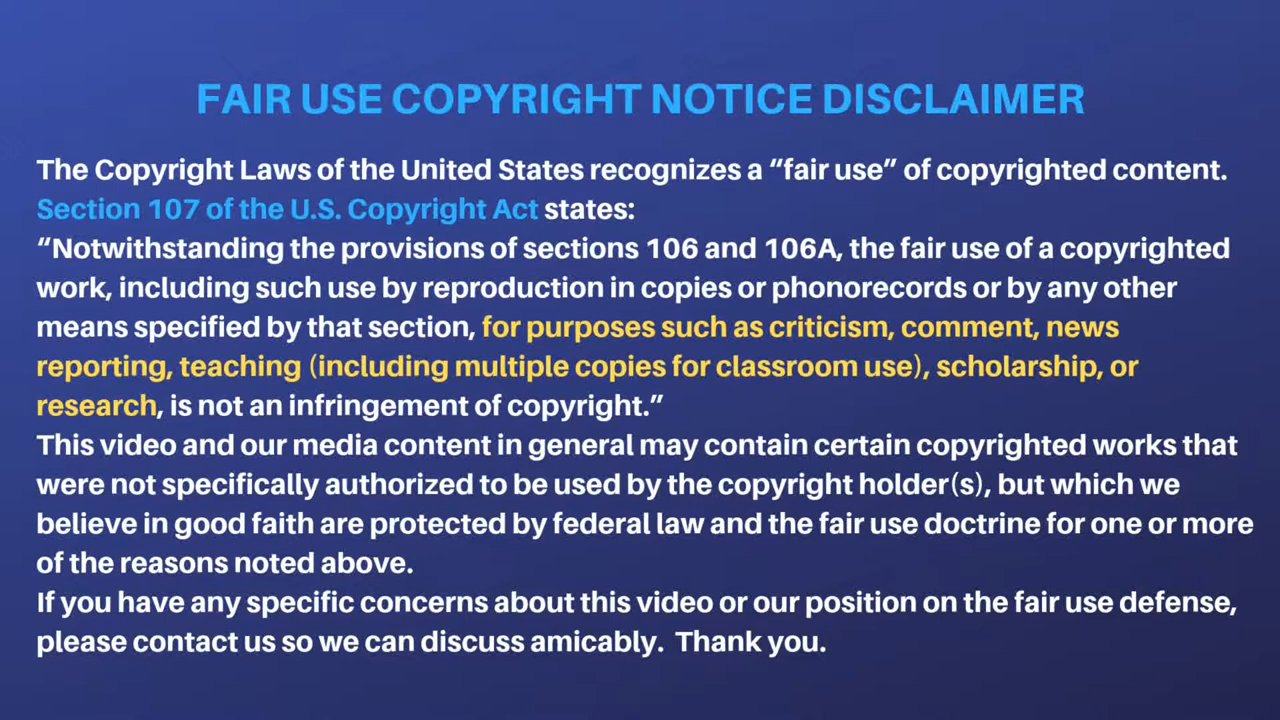 FAIR USE COPYRIGHT NOTICE DISCLAIMER
The Copyright Laws of the United States recognizes a “fair use” of copyrighted content.
Section 107 of the U.S. Copyright Act states:
“Notwithstanding the provisions of sections 106 and 106A, the fair use of a copyrighted
work, including such use by reproduction in copies or phonorecords or by any other
means specified by that section, for purposes such as criticism, comment, news
reporting, teaching (including multiple copies for classroom use), scholarship, or
research, is not an infringement of copyright.”
This video and our media content in general may contain certain copyrighted works that
were not specifically authorized to be used by the copyright holder(s), but which we
believe in good faith are protected by federal law and the fair use doctrine for one or more
of the reasons noted above.
If you have any specific concerns about this video or our position on the fair use defense,
please contact us so we can discuss amicably.  Thank you.